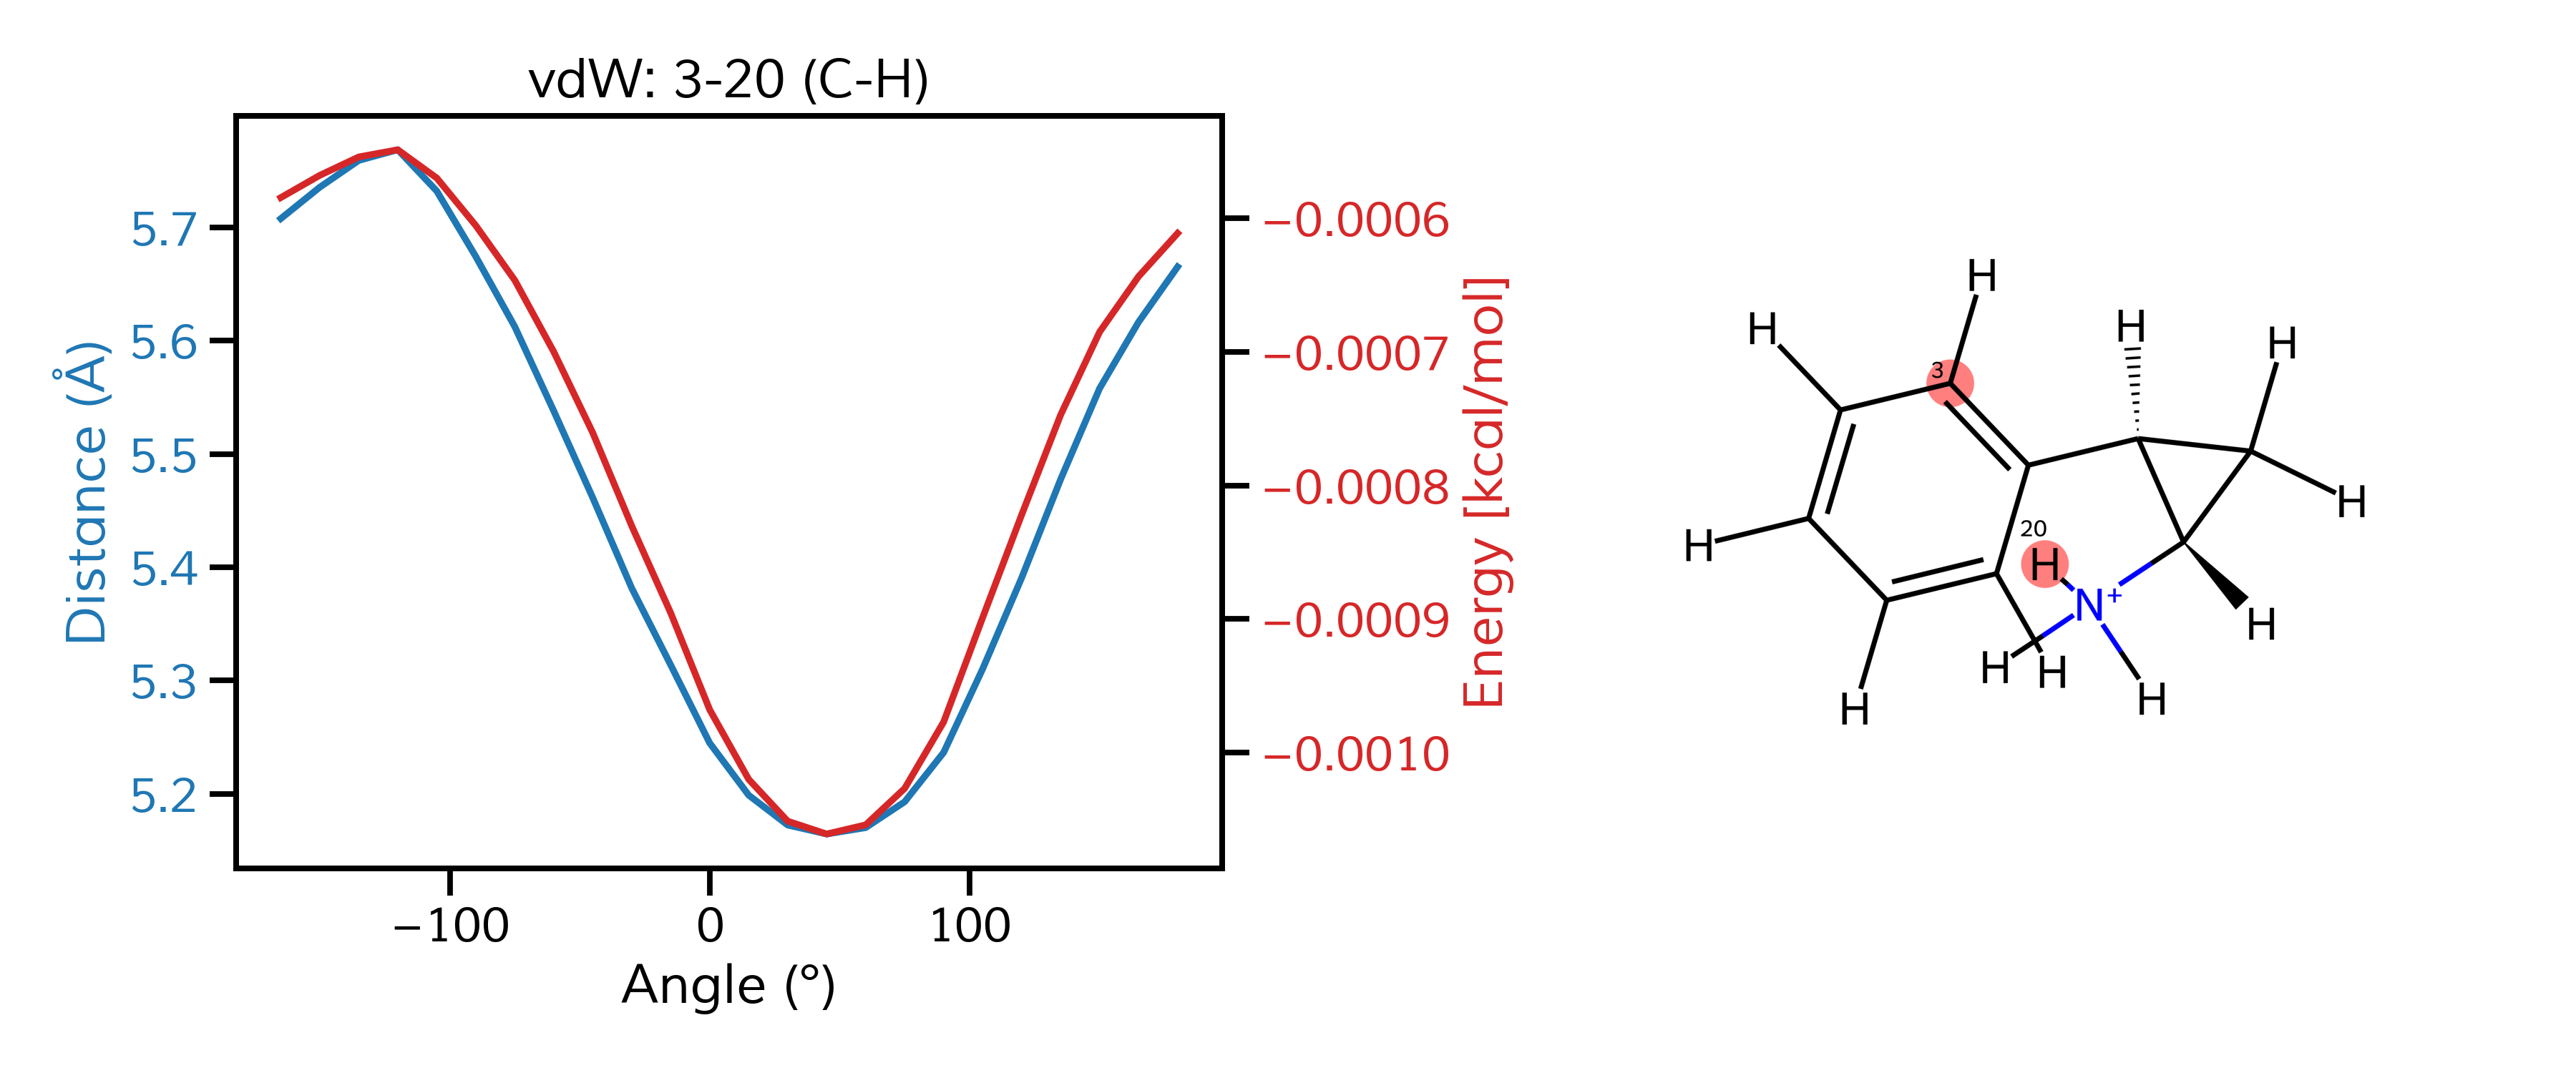 vdW: 3-20 (C-H)
Distance (Å)
5.7
5.6
5.5
5.4
5.3
5.2
−100
0
100
Angle (°)
−0.0006
−0.0007
−0.0008
−0.0009
−0.0010
Energy [kcal/mol]
H
H
H
H
3
H
20
H
H
N+
H
H
H
H
H